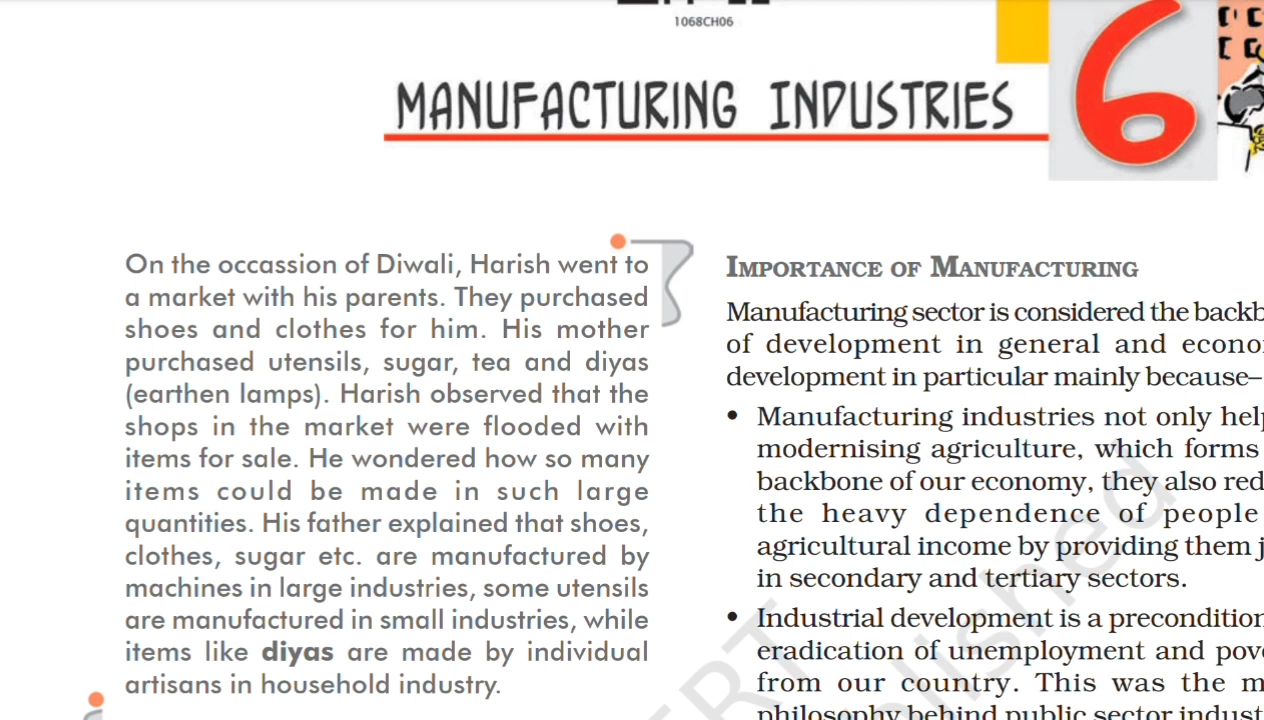 1068CH06
MANUFACTURING INDUSTRIES
6
On the occassion of Diwali, Harish went to
a market with his parents. They purchased
shoes and clothes for him. His mother
purchased utensils, sugar, tea and diyas
(earthen lamps). Harish observed that the
shops in the market were flooded with
items for sale. He wondered how so many
items could be made in such large
quantities. His father explained that shoes,
clothes, sugar etc. are manufactured by
machines in large industries, some utensils
are manufactured in small industries, while
items like diyas are made by individual
artisans in household industry.
IMPORTANCE OF MANUFACTURING
Manufacturing sector is considered the
of development in general and
development in particular mainly because–
• Manufacturing industries not only
modernising agriculture, which forms
backbone of our economy, they also
the heavy dependence of people
agricultural income by providing them
in secondary and tertiary sectors.
• Industrial development is a precondition
eradication of unemployment and
from our country. This was the
philosophy behind public sector